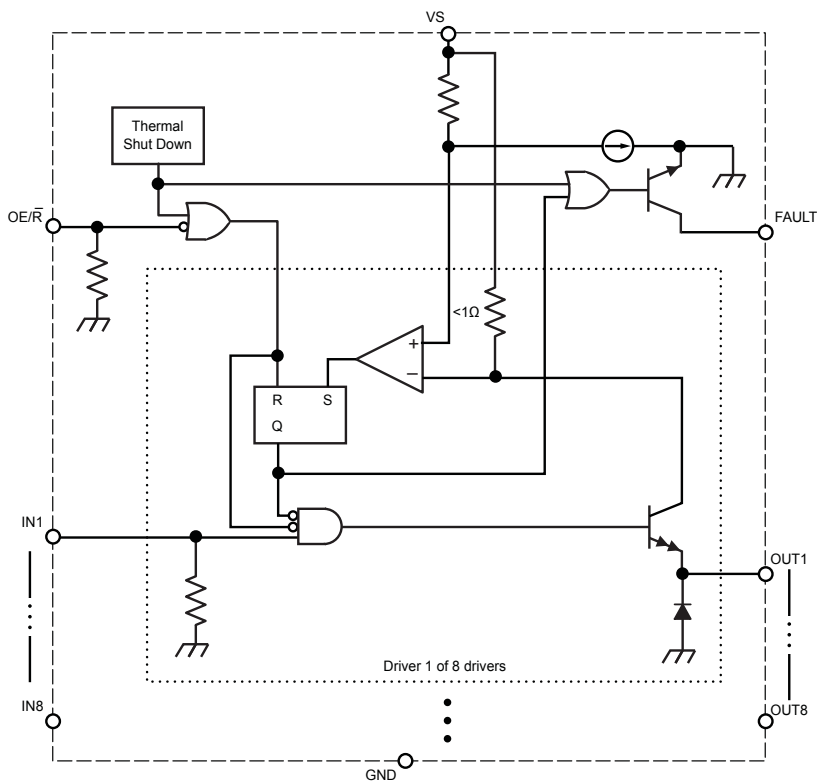 VS
Thermal
Shut Down
OE/R̅
FAULT
<1Ω
+
−
R S
Q
IN1
OUT1
Driver 1 of 8 drivers
IN8
OUT8
GND